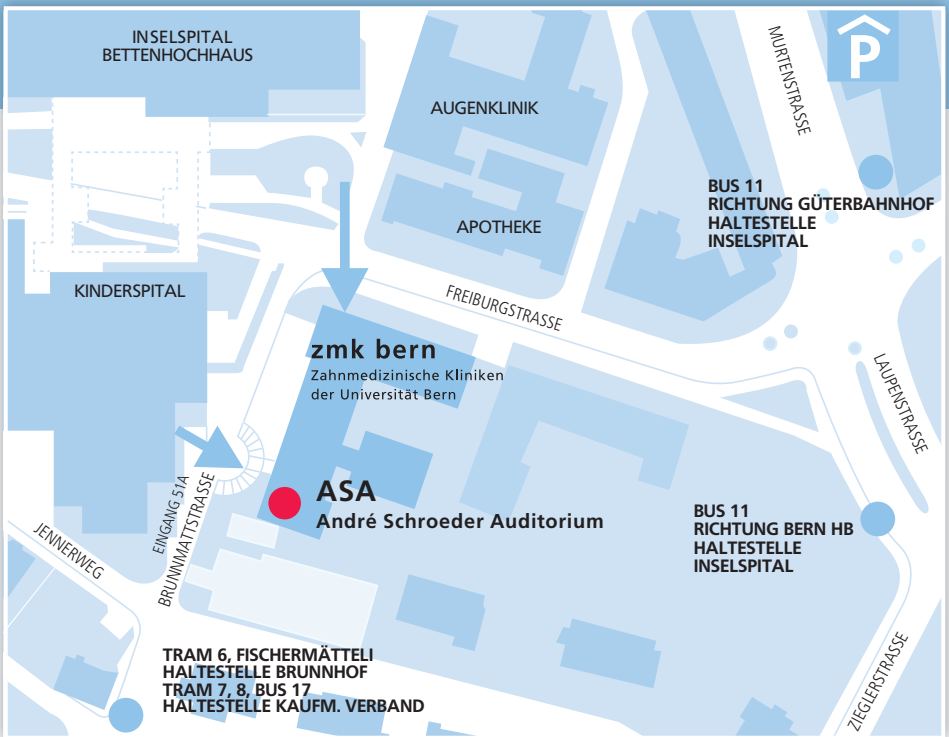 INSELSPITAL
BETTENHOCHHAUS
P
MURTENSTRASSE
AUGENKLINIK
APOTHEKE
BUS 11
RICHTUNG GÜTERBAHNHOF
HALTESTELLE
INSELSPITAL
KINDERSPITAL
FREIBURGSTRASSE
zmk bern
Zahnmedizinische Kliniken
der Universität Bern
LAUPENSTRASSE
ASA
André Schroeder Auditorium
EINGANG 51A
BRUNNMATTSTRASSE
JENNERWEG
BUS 11
RICHTUNG BERN HB
HALTESTELLE
INSELSPITAL
TRAM 6, FISCHERMÄTTELI
HALTESTELLE BRUNNHOF
TRAM 7, 8, BUS 17
HALTESTELLE KAUFM. VERBAND
ZIEGLERSTRASSE